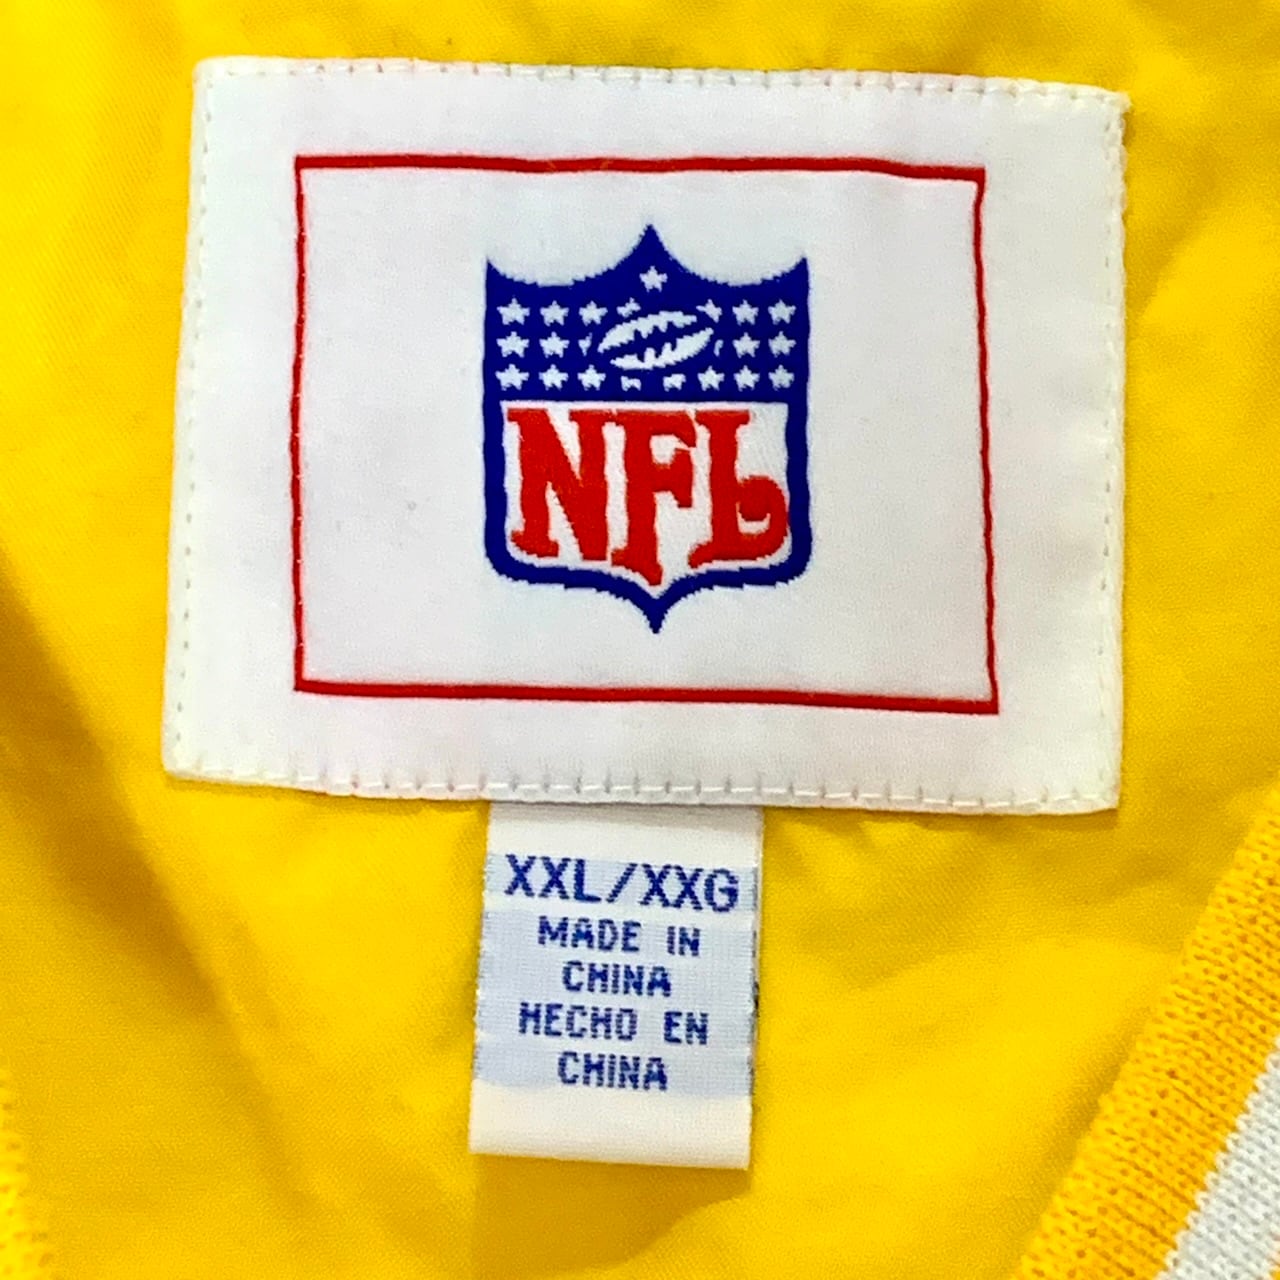 NFL
XXL/XXG
MADE IN
CHINA
HECHO EN
CHINA